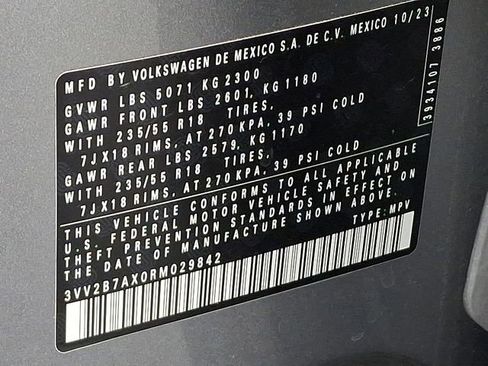 MFD BY VOLKSWAGEN DE MEXICO S.A. DE C.V. MEXICO 10/23
GVWR LBS 5071 KG 2300
GAWR FRONT LBS 2601, KG 1180
WITH 235/55 R18 TIRES,
7JX18 RIMS, AT 270 KPA, 39 PSI COLD
GAWR REAR LBS 2579, KG 1170
WITH 235/55 R18 TIRES,
7JX18 RIMS, AT 270 KPA, 39 PSI COLD
THIS VEHICLE CONFORMS TO ALL APPLICABLE
U.S. FEDERAL MOTOR VEHICLE SAFETY AND
THEFT PREVENTION STANDARDS IN EFFECT ON
THE DATE OF MANUFACTURE SHOWN ABOVE.
3VV2B7AX0RM029842 TYPE: MPV
3934107 3886